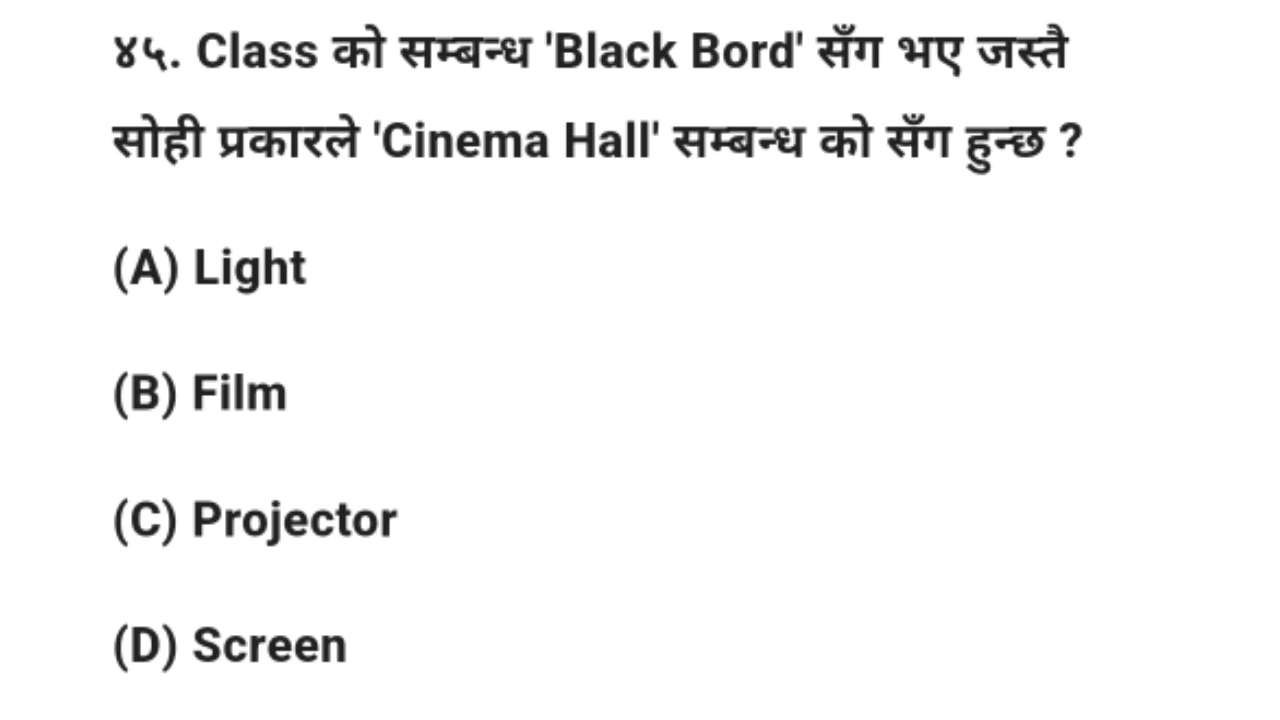 ४५. Class को सम्बन्ध 'Black Bord' सँग भए जस्तै
सोही प्रकारले 'Cinema Hall' सम्बन्ध को सँग हुन्छ ?
(A) Light
(B) Film
(C) Projector
(D) Screen